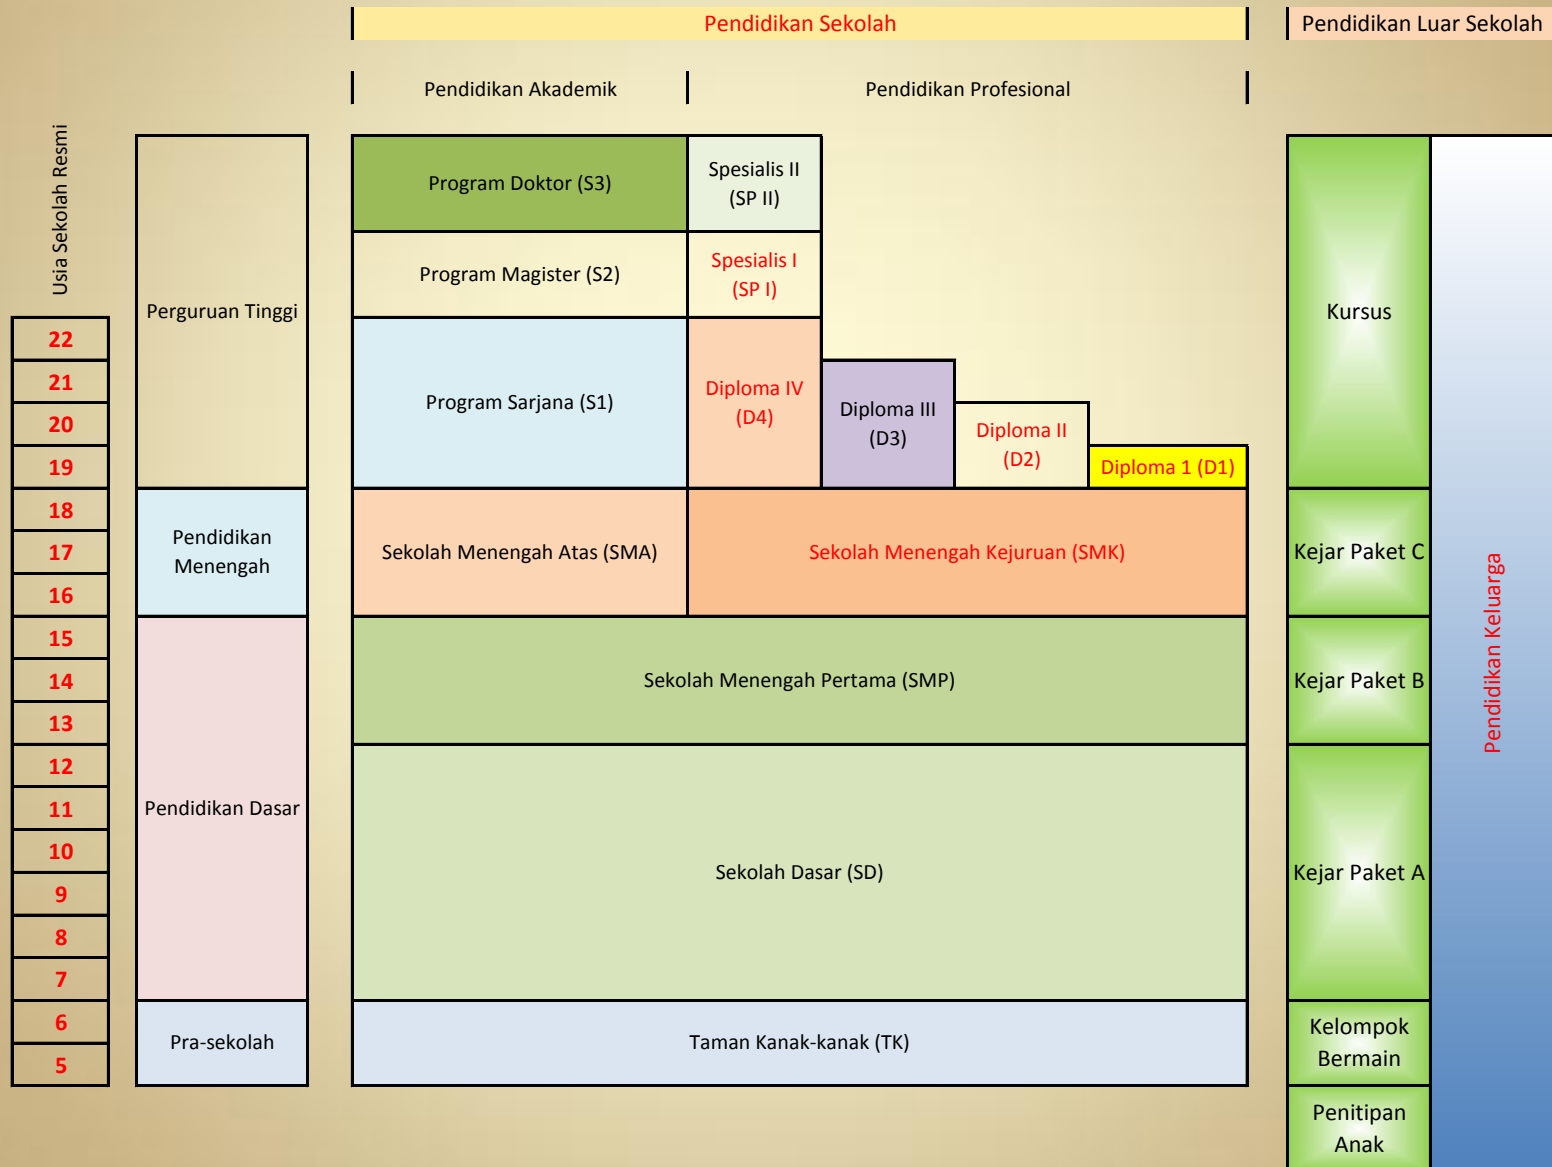 Pendidikan Sekolah
Pendidikan Luar Sekolah
Pendidikan Akademik
Pendidikan Profesional
Usia Sekolah Resmi
22
21
20
19
18
17
16
15
14
13
12
11
10
9
8
7
6
5
Perguruan Tinggi
Pendidikan
Menengah
Pendidikan Dasar
Pra-sekolah
Program Doktor (S3)
Spesialis II
(SP II)
Program Magister (S2)
Spesialis I
(SP I)
Program Sarjana (S1)
Diploma IV
(D4)
Diploma III
(D3)
Diploma II
(D2)
Diploma 1 (D1)
Sekolah Menengah Atas (SMA)
Sekolah Menengah Kejuruan (SMK)
Sekolah Menengah Pertama (SMP)
Sekolah Dasar (SD)
Taman Kanak-kanak (TK)
Kursus
Kejar Paket C
Kejar Paket B
Kejar Paket A
Kelompok
Bermain
Penitipan
Anak
Pendidikan Keluarga